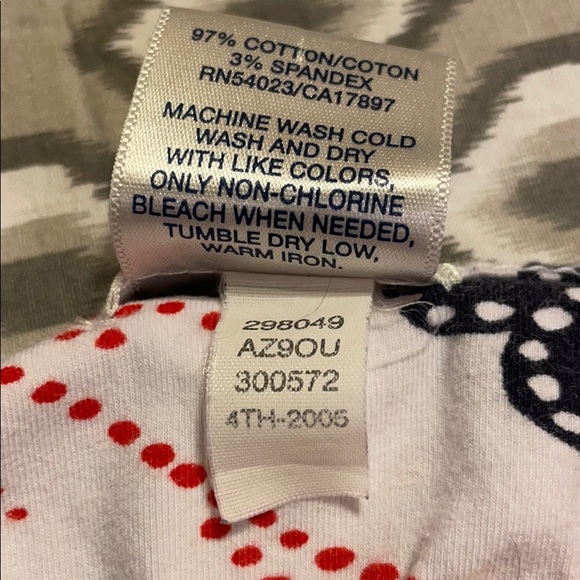 97% COTTON/COTON
3% SPANDEX
RN54023/CA17897
MACHINE WASH COLD
WASH AND DRY
WITH LIKE COLORS,
ONLY NON-CHLORINE
BLEACH WHEN NEEDED,
TUMBLE DRY LOW,
WARM IRON.
298049
AZ9OU
300572
4TH-2005